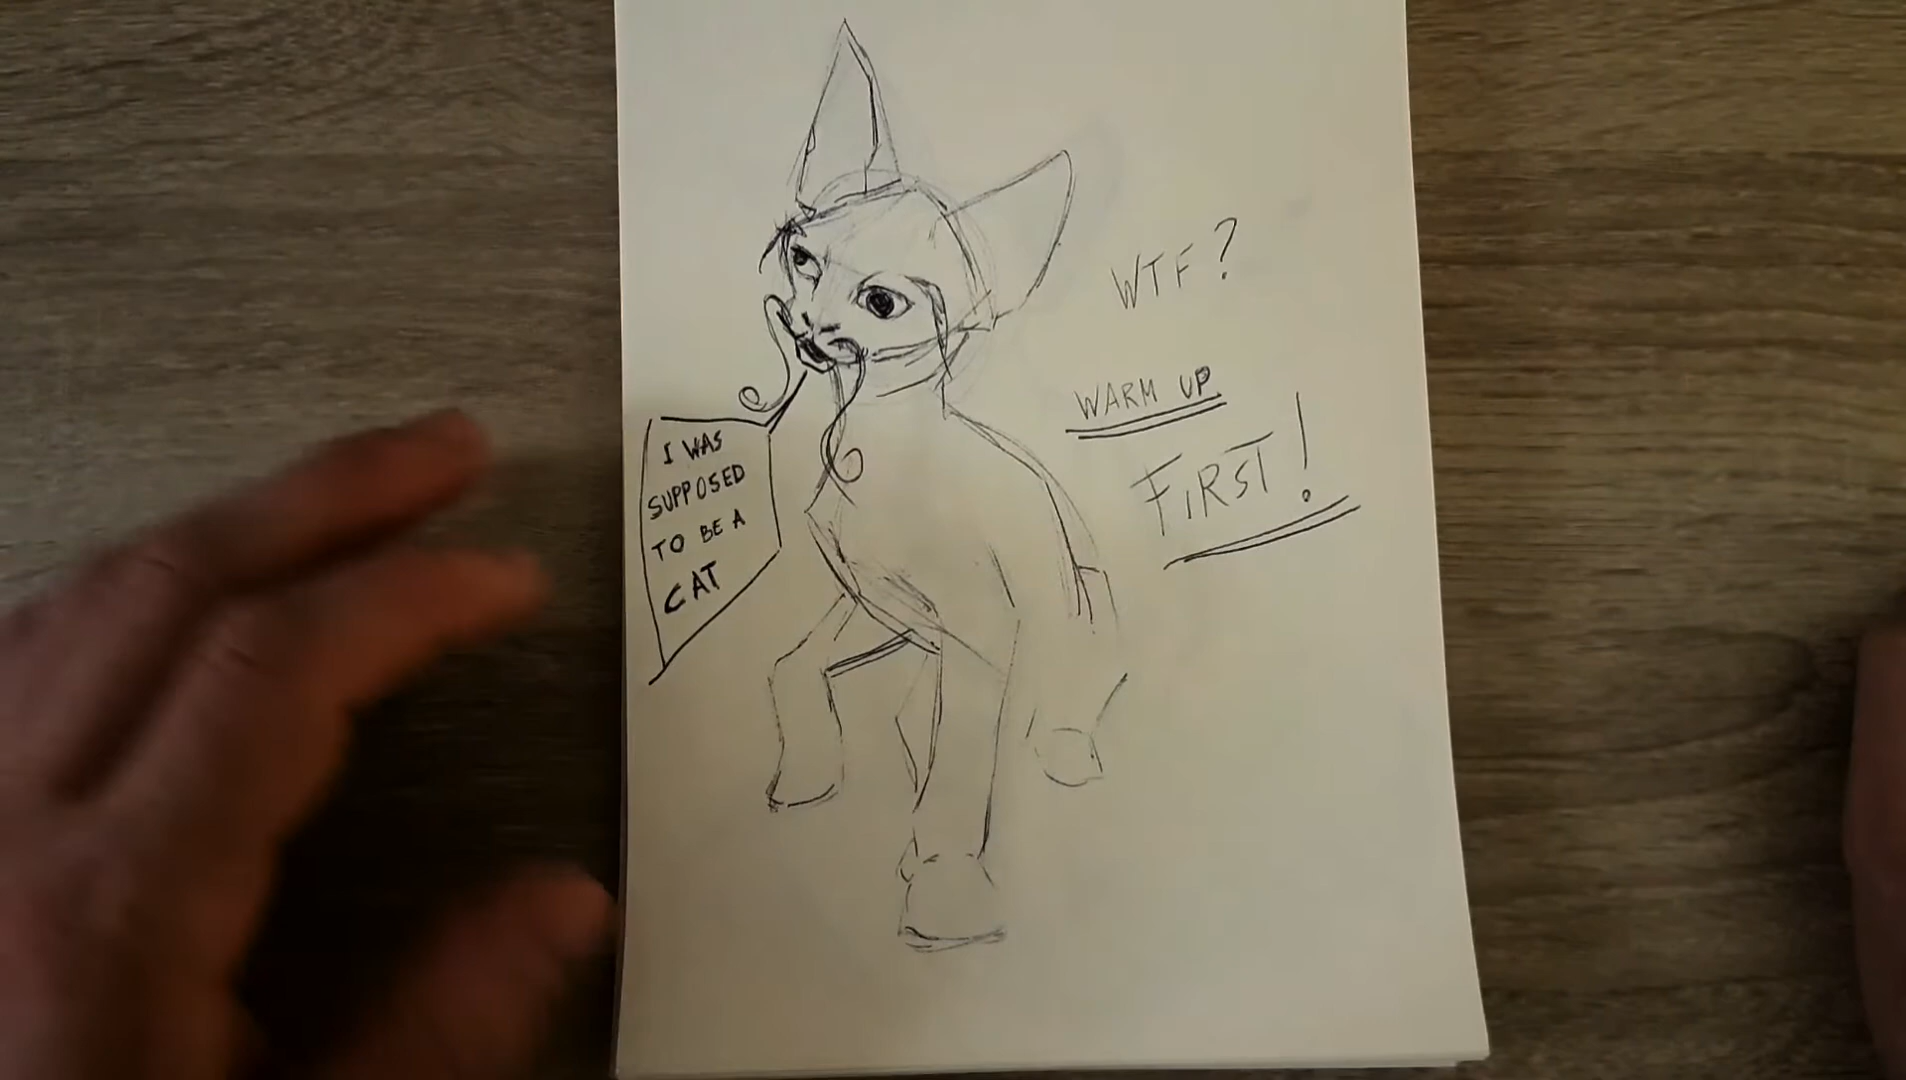 I WAS
SUPPOSED
TO BE A
CAT
WTF?
WARM UP
FIRST!